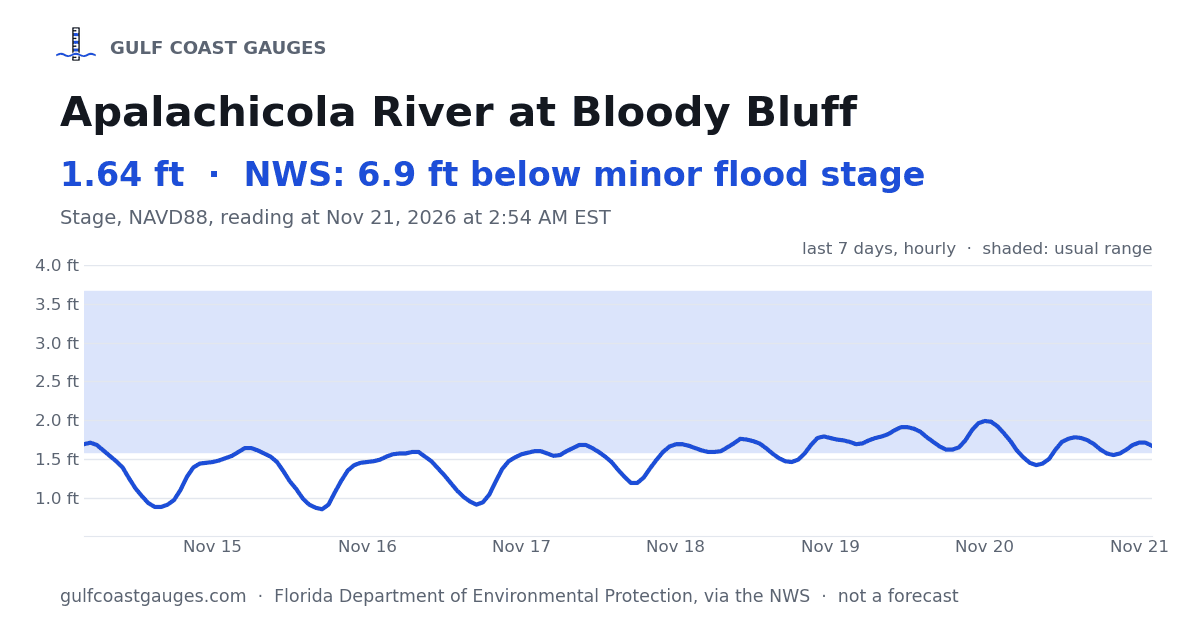 GULF COAST GAUGES
Apalachicola River at Bloody Bluff
1.64 ft · NWS: 6.9 ft below minor flood stage
Stage, NAVD88, reading at Nov 21, 2026 at 2:54 AM EST
last 7 days, hourly · shaded: usual range
4.0 ft
3.5 ft
3.0 ft
2.5 ft
2.0 ft
1.5 ft
1.0 ft
Nov 15 Nov 16 Nov 17 Nov 18 Nov 19 Nov 20 Nov 21
gulfcoastgauges.com · Florida Department of Environmental Protection, via the NWS · not a forecast